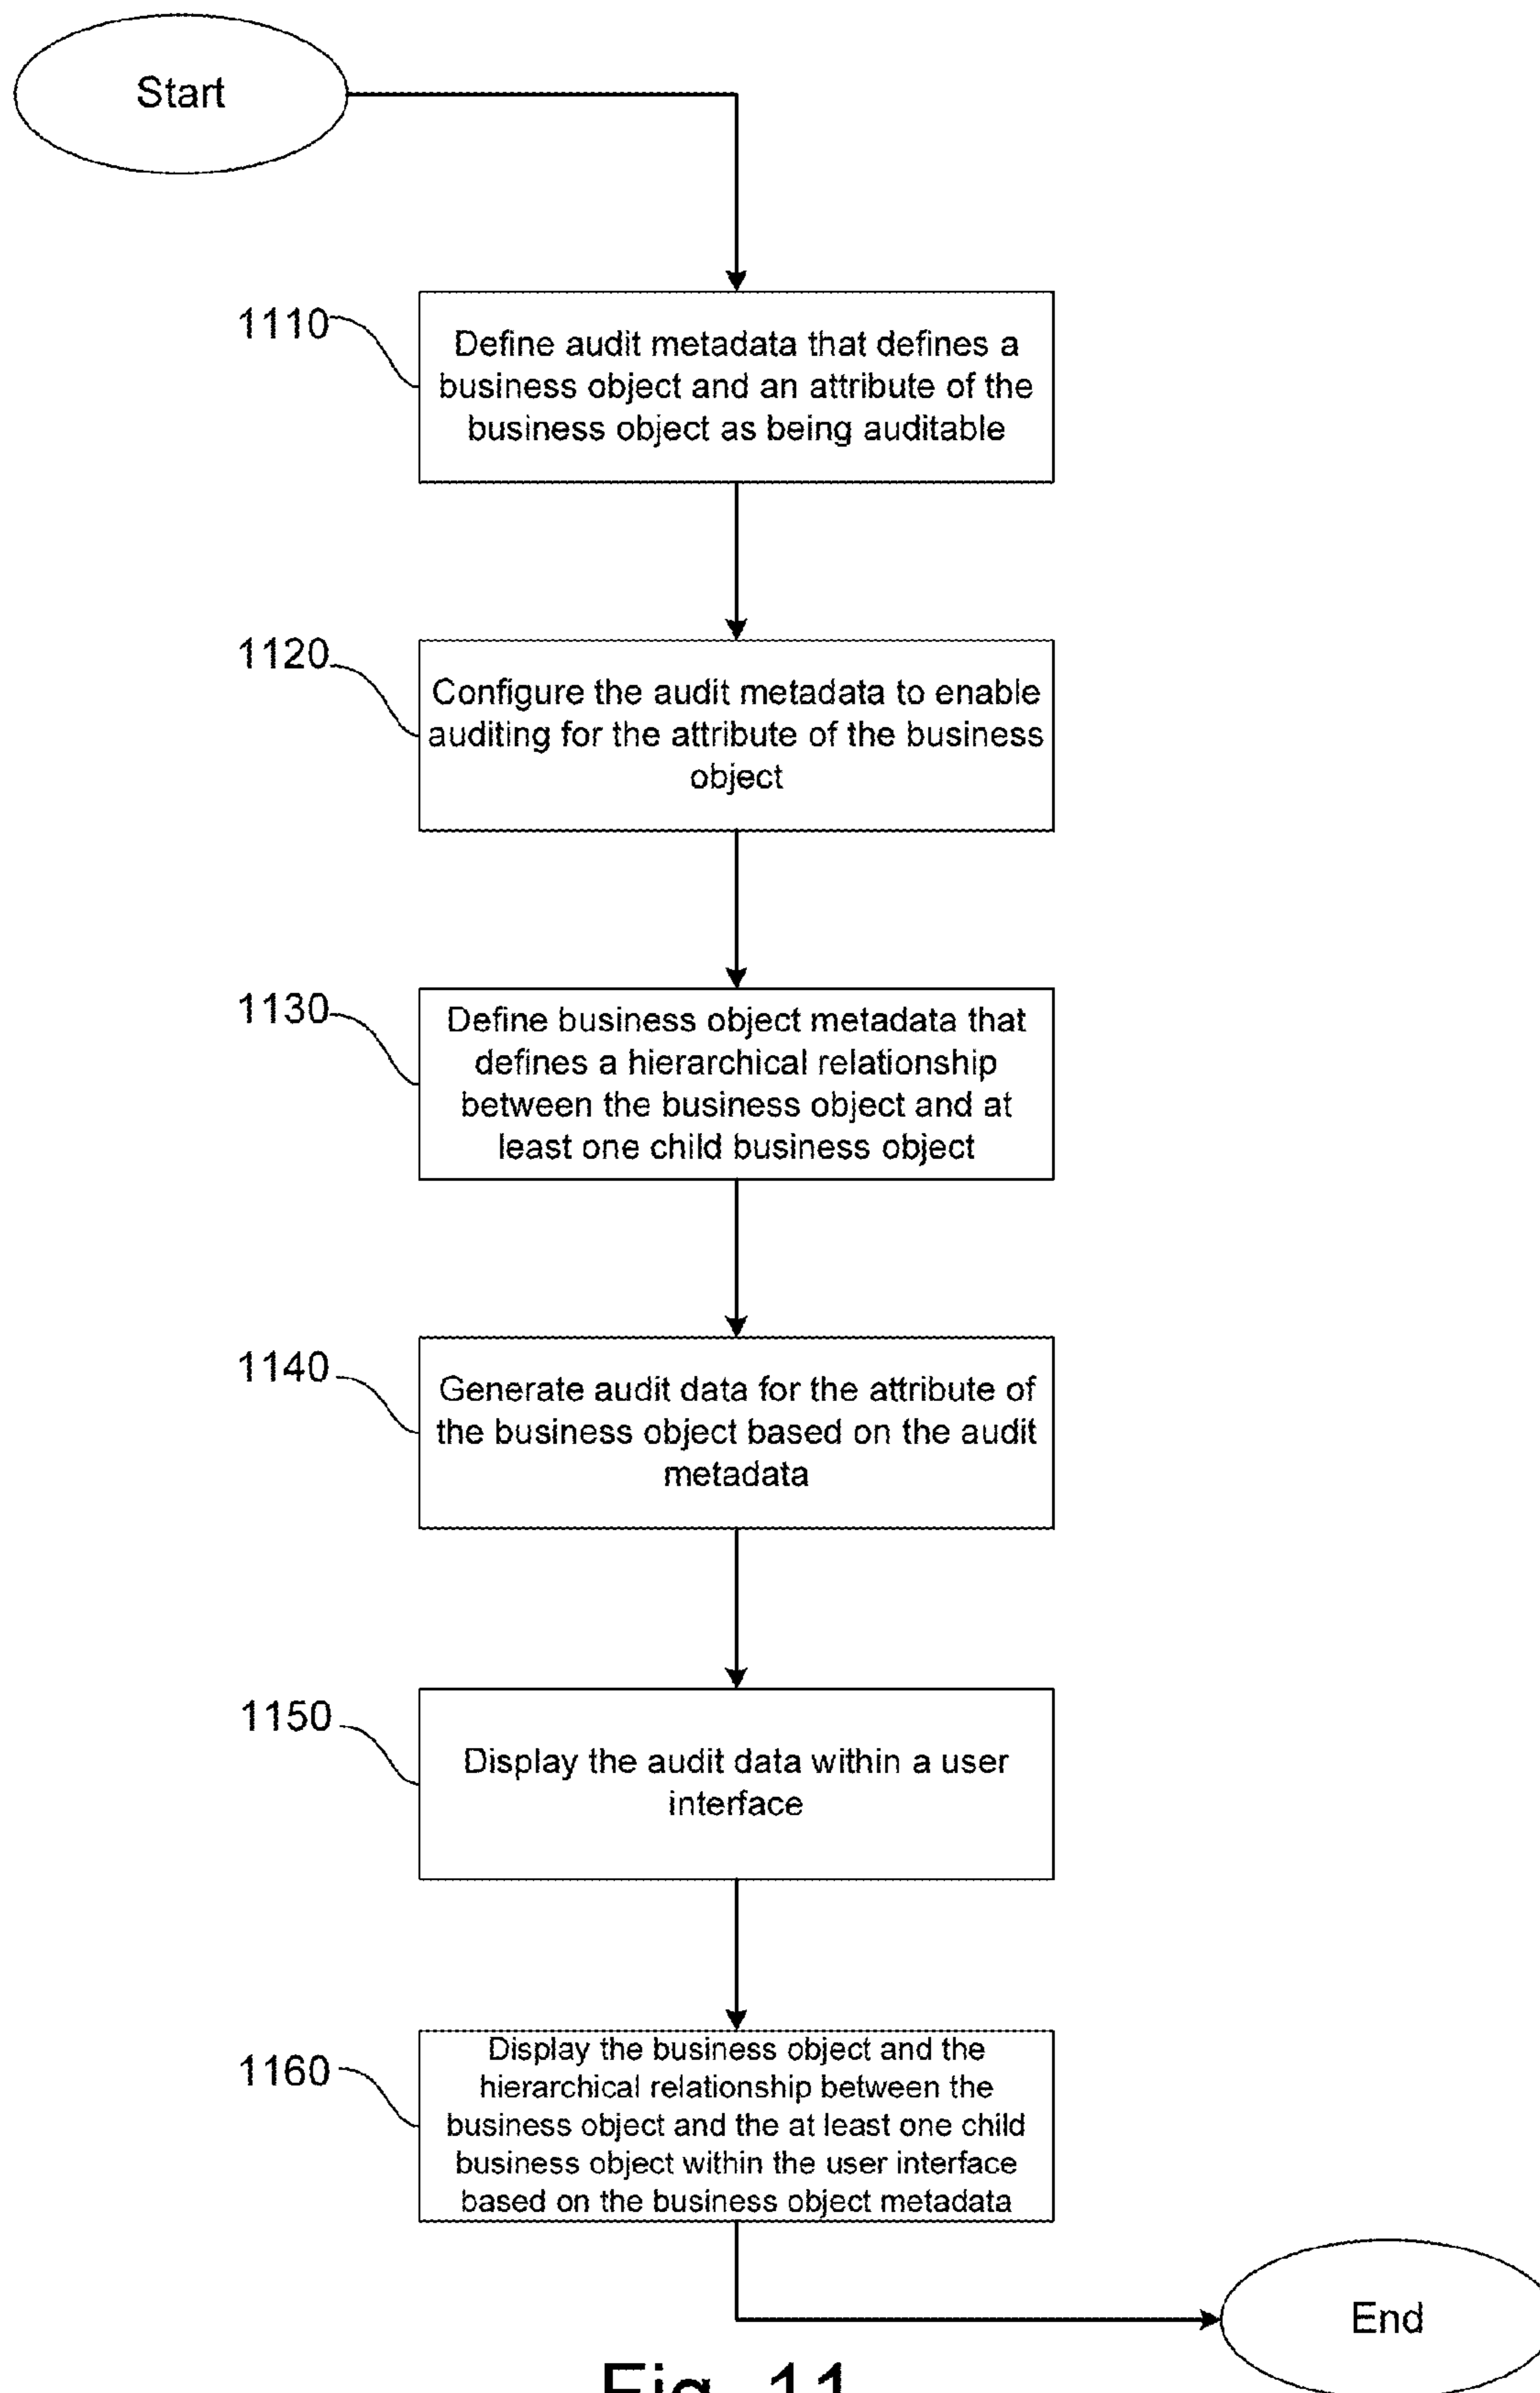 Start
1110
Define audit metadata that defines a
business object and an attribute of the
business object as being auditable
1120
Configure the audit metadata to enable
auditing for the attribute of the business
object
1130
Define business object metadata that
defines a hierarchical relationship
between the business object and at
least one child business object
1140
Generate audit data for the attribute of
the business object based on the audit
metadata
1150
Display the audit data within a user
interface
1160
Display the business object and the
hierarchical relationship between the
business object and the at least one child
business object within the user interface
based on the business object metadata
End
Fig. 11